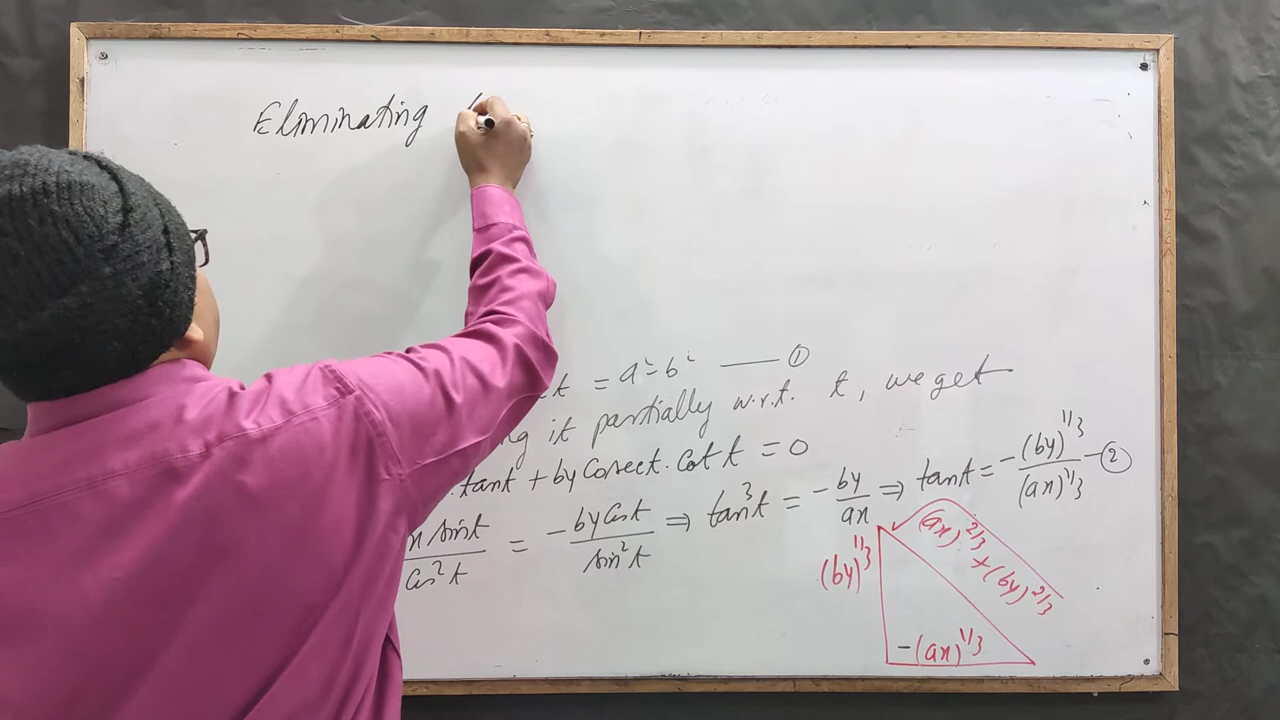 Eliminating
t = a² - b² —— ①
it partially w.r.t. t, we get
tant + by Cosect. Cot t = 0
sint / Cos²t = - by Cost / sin²t ⇒ tan³t = - by / ax ⇒ tant = - (by)^1/3 / (ax)^1/3 - ②
(by)^1/3
(ax)^2/3 + (by)^2/3
-(ax)^1/3